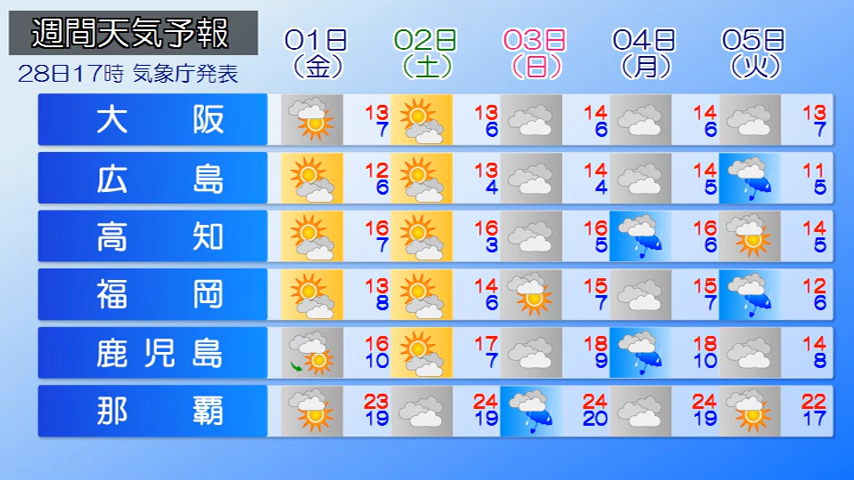 週間天気予報
28日17時 気象庁発表
01日 02日 03日 04日 05日
(金) (土) (日) (月) (火)
大阪 13 7 13 6 14 6 14 6 13 7
広島 12 6 13 4 14 4 14 5 11 5
高知 16 7 16 3 16 5 16 6 14 5
福岡 13 8 14 6 15 7 15 7 12 6
鹿児島 16 10 17 7 18 9 18 10 14 8
那覇 23 19 24 19 24 20 24 19 22 17